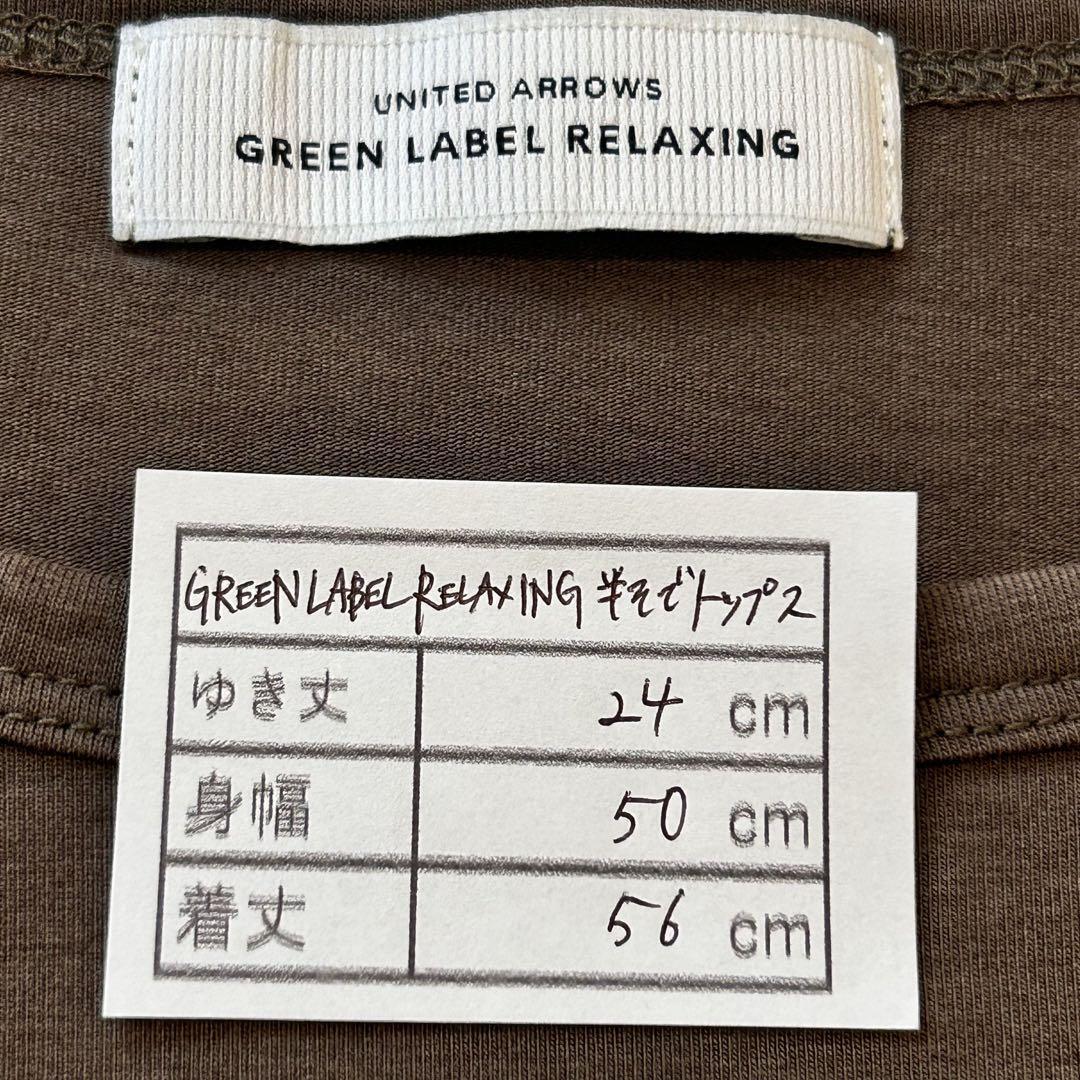 UNITED ARROWS
GREEN LABEL RELAXING
GREEN LABEL RELAXING 半そでトップス
ゆき丈 24 cm
身幅 50 cm
着丈 56 cm